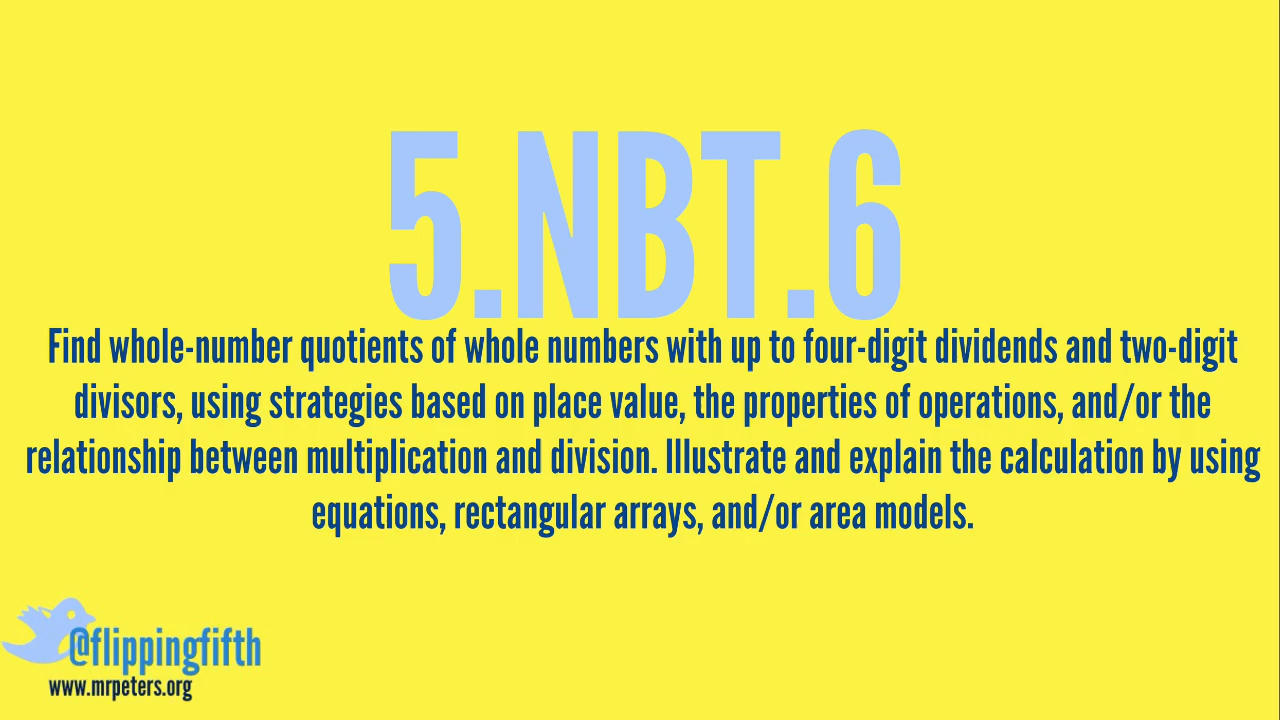 5.NBT.6
Find whole-number quotients of whole numbers with up to four-digit dividends and two-digit
divisors, using strategies based on place value, the properties of operations, and/or the
relationship between multiplication and division. Illustrate and explain the calculation by using
equations, rectangular arrays, and/or area models.
@flippingfifth
www.mrpeters.org